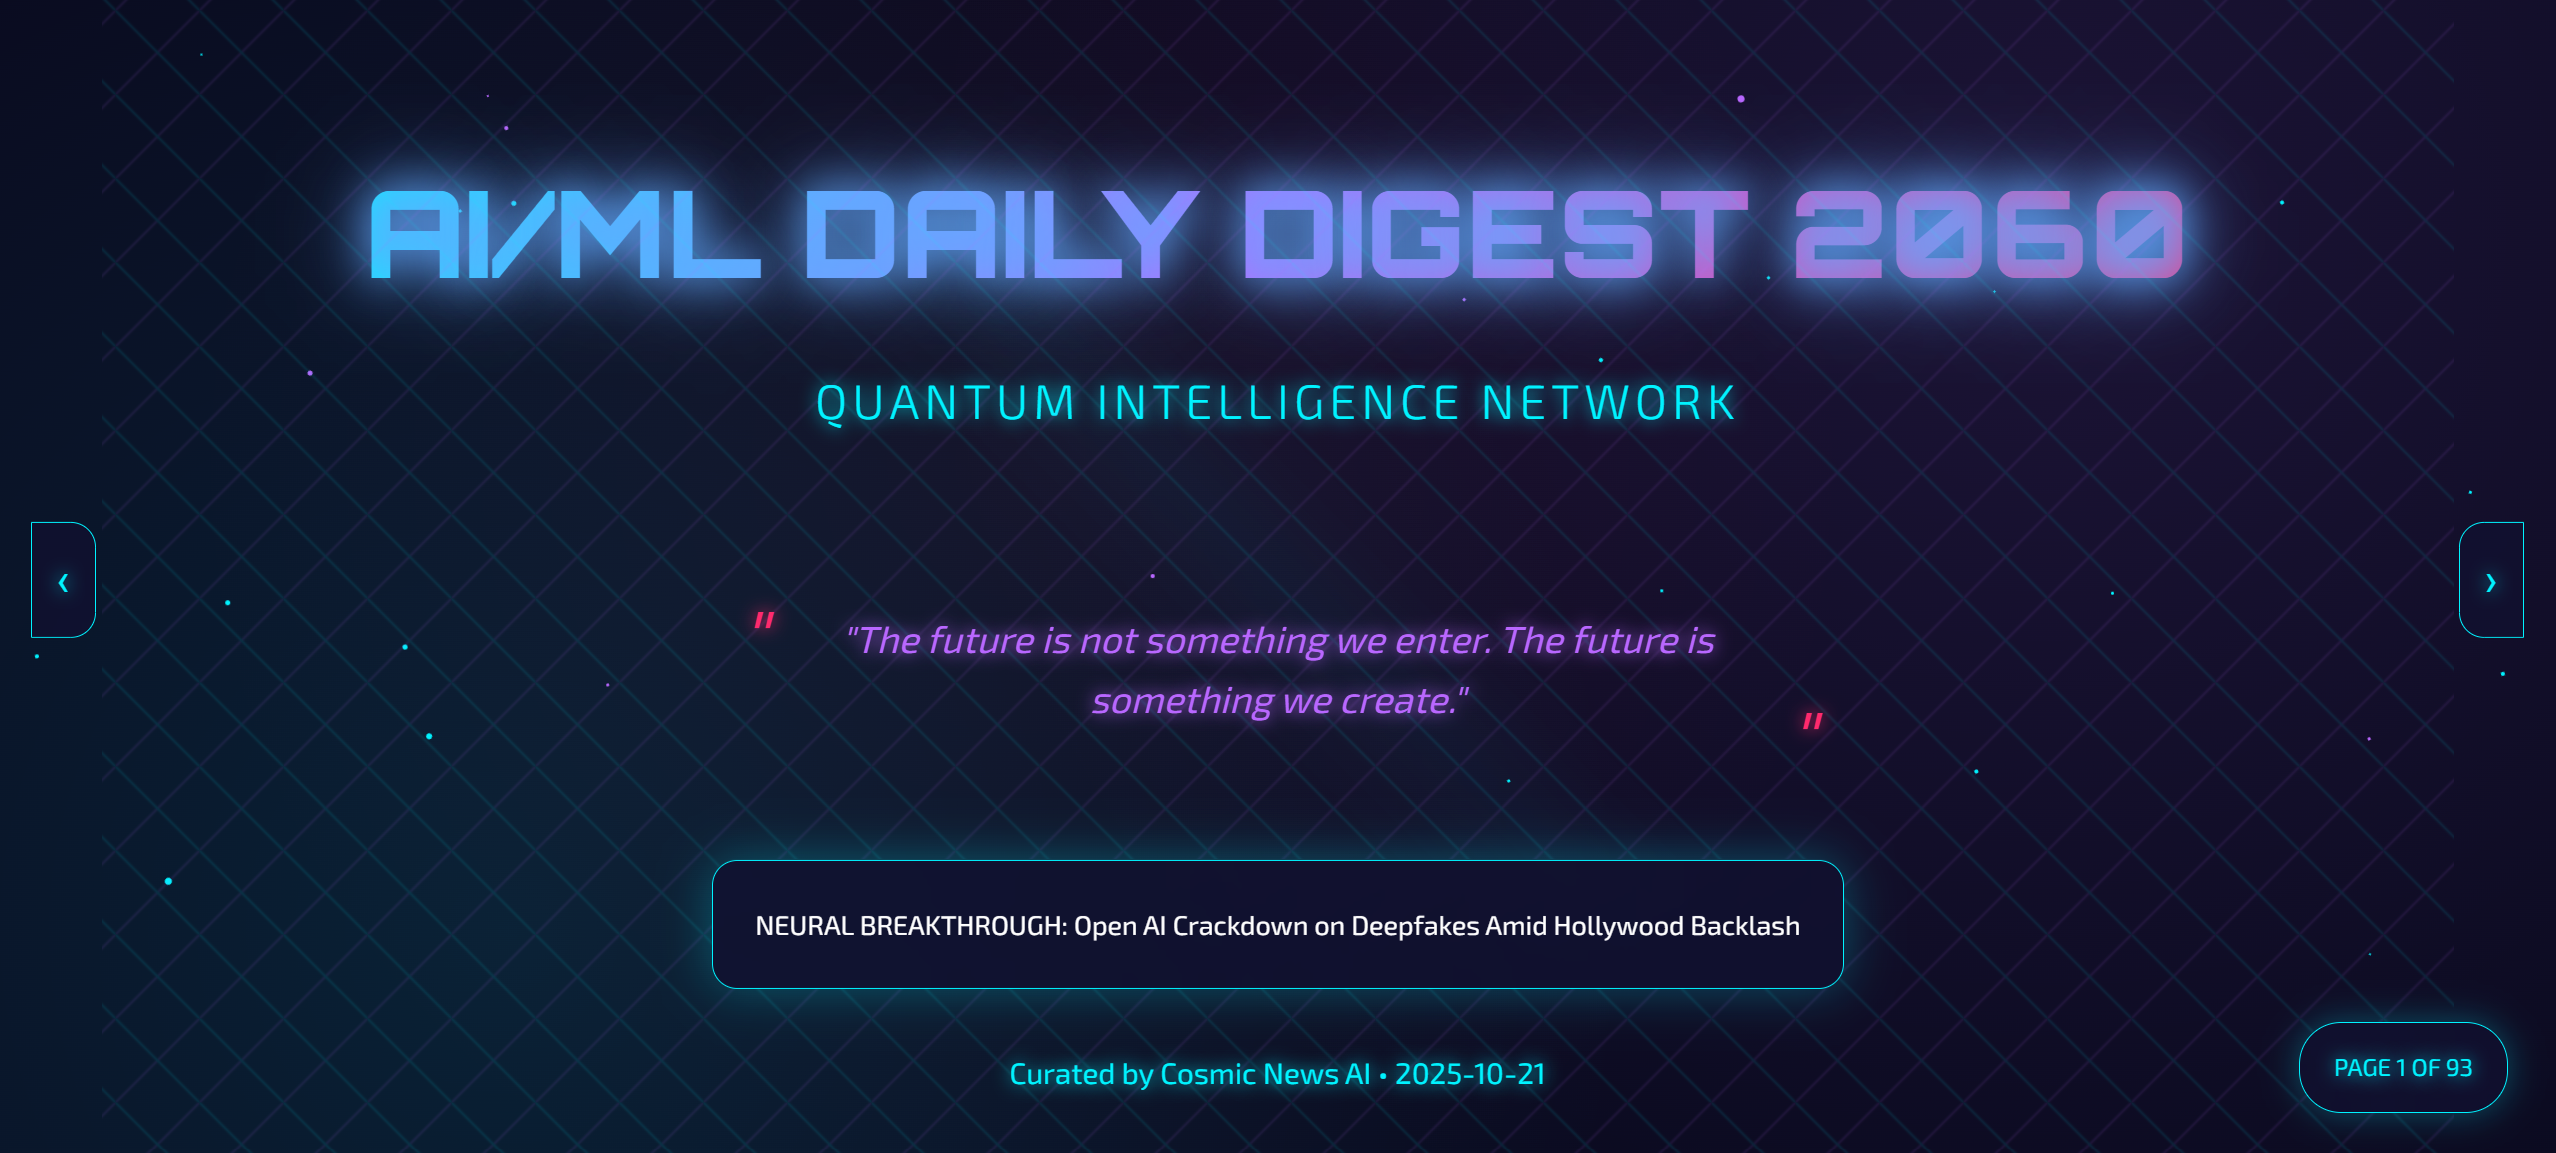 AI/ML DAILY DIGEST 2060
QUANTUM INTELLIGENCE NETWORK
❮
❯
"
"The future is not something we enter. The future is
something we create."
"
NEURAL BREAKTHROUGH: Open AI Crackdown on Deepfakes Amid Hollywood Backlash
Curated by Cosmic News AI • 2025-10-21
PAGE 1 OF 93